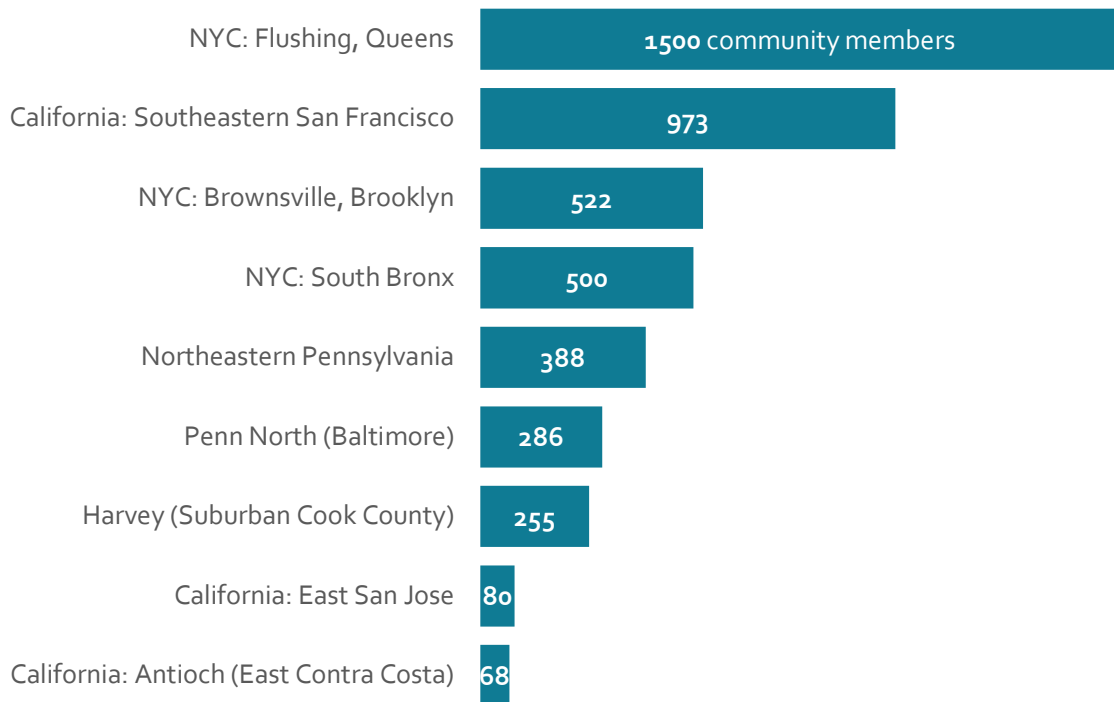 NYC: Flushing, Queens 1500 community members
California: Southeastern San Francisco 973
NYC: Brownsville, Brooklyn 522
NYC: South Bronx 500
Northeastern Pennsylvania 388
Penn North (Baltimore) 286
Harvey (Suburban Cook County) 255
California: East San Jose 80
California: Antioch (East Contra Costa) 68